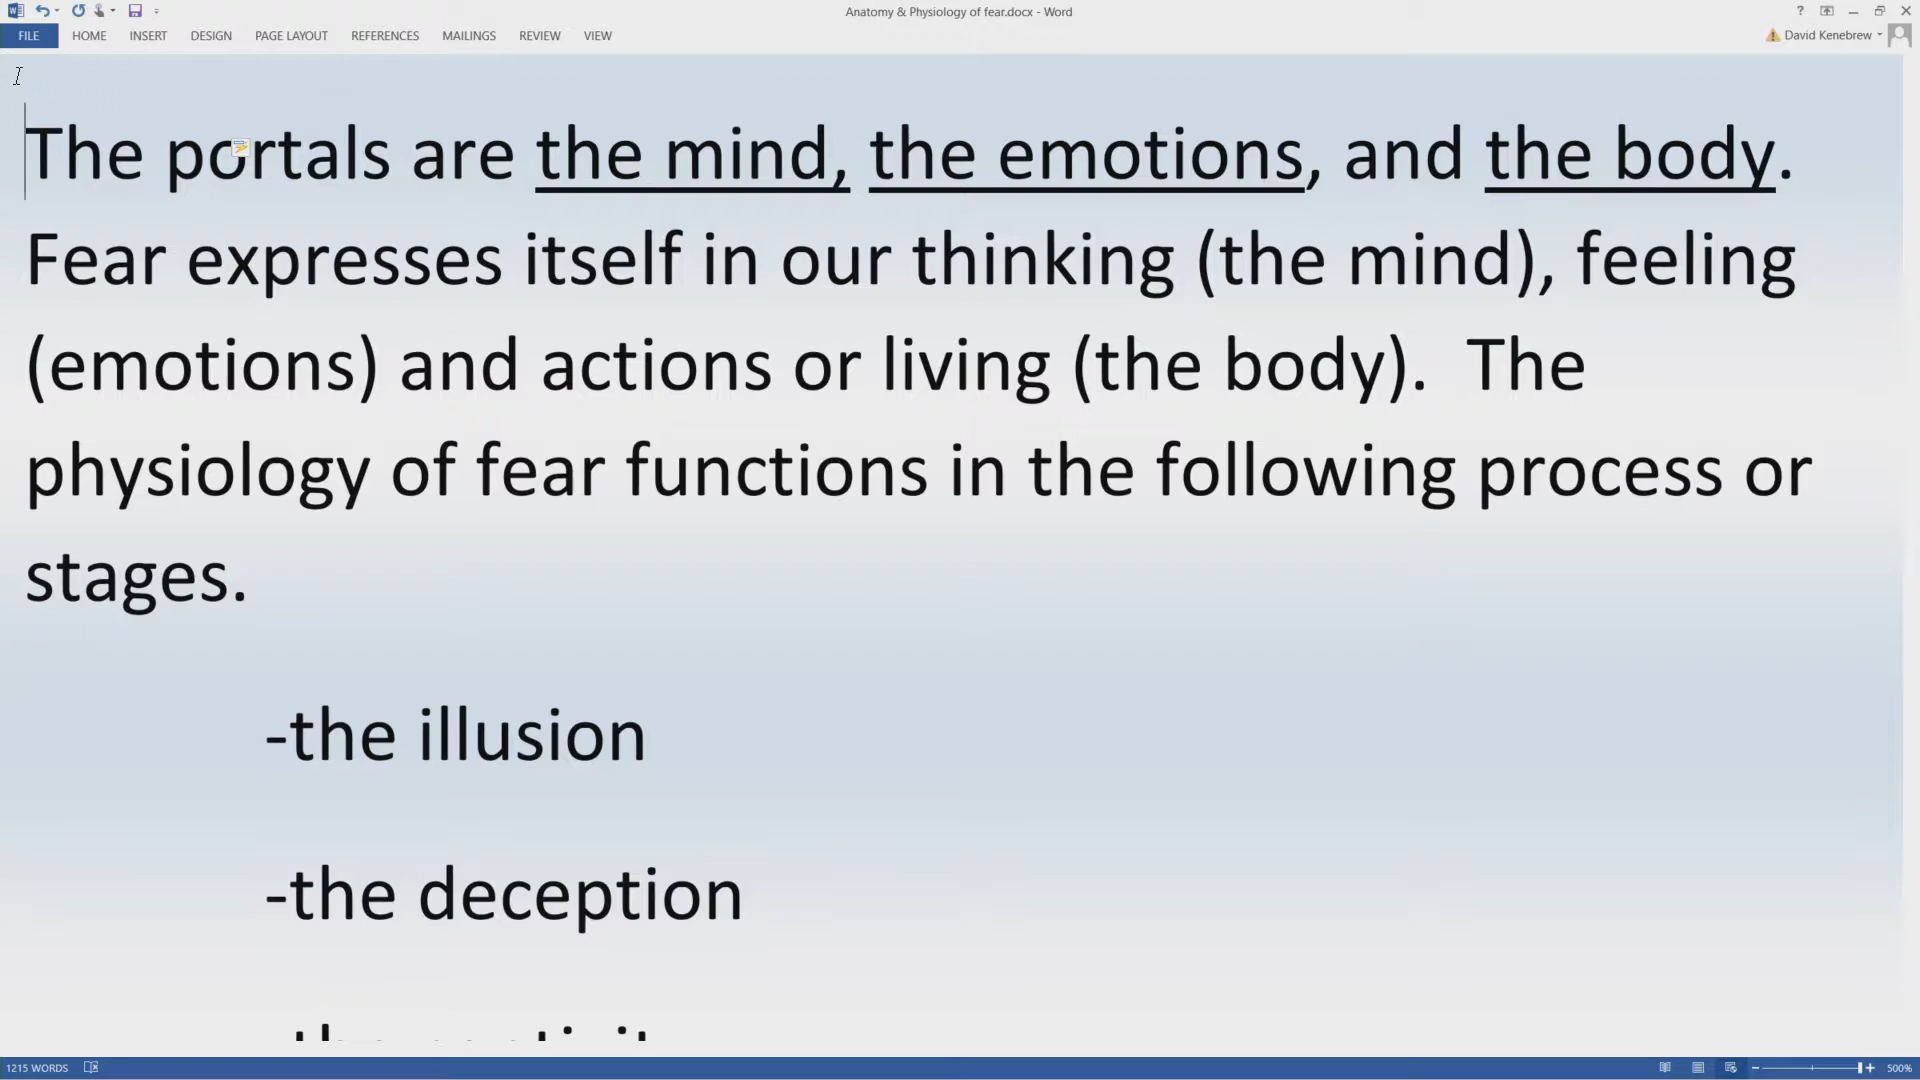 Anatomy & Physiology of fear.docx - Word
FILE HOME INSERT DESIGN PAGE LAYOUT REFERENCES MAILINGS REVIEW VIEW
David Kenebrew
The portals are the mind, the emotions, and the body.
Fear expresses itself in our thinking (the mind), feeling
(emotions) and actions or living (the body). The
physiology of fear functions in the following process or
stages.
-the illusion
-the deception
1215 WORDS
500%